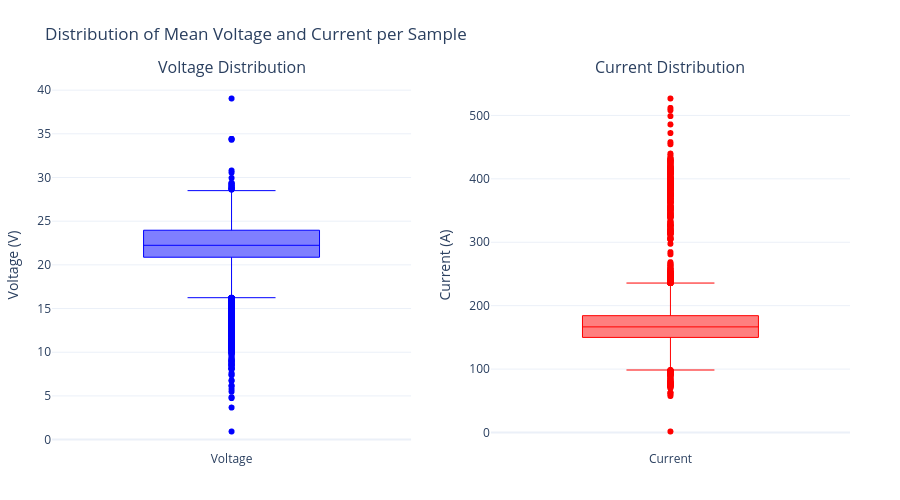 Distribution of Mean Voltage and Current per Sample
Voltage Distribution
Current Distribution
40
35
30
25
20
15
10
5
0
Voltage (V)
Voltage
500
400
300
200
100
0
Current (A)
Current